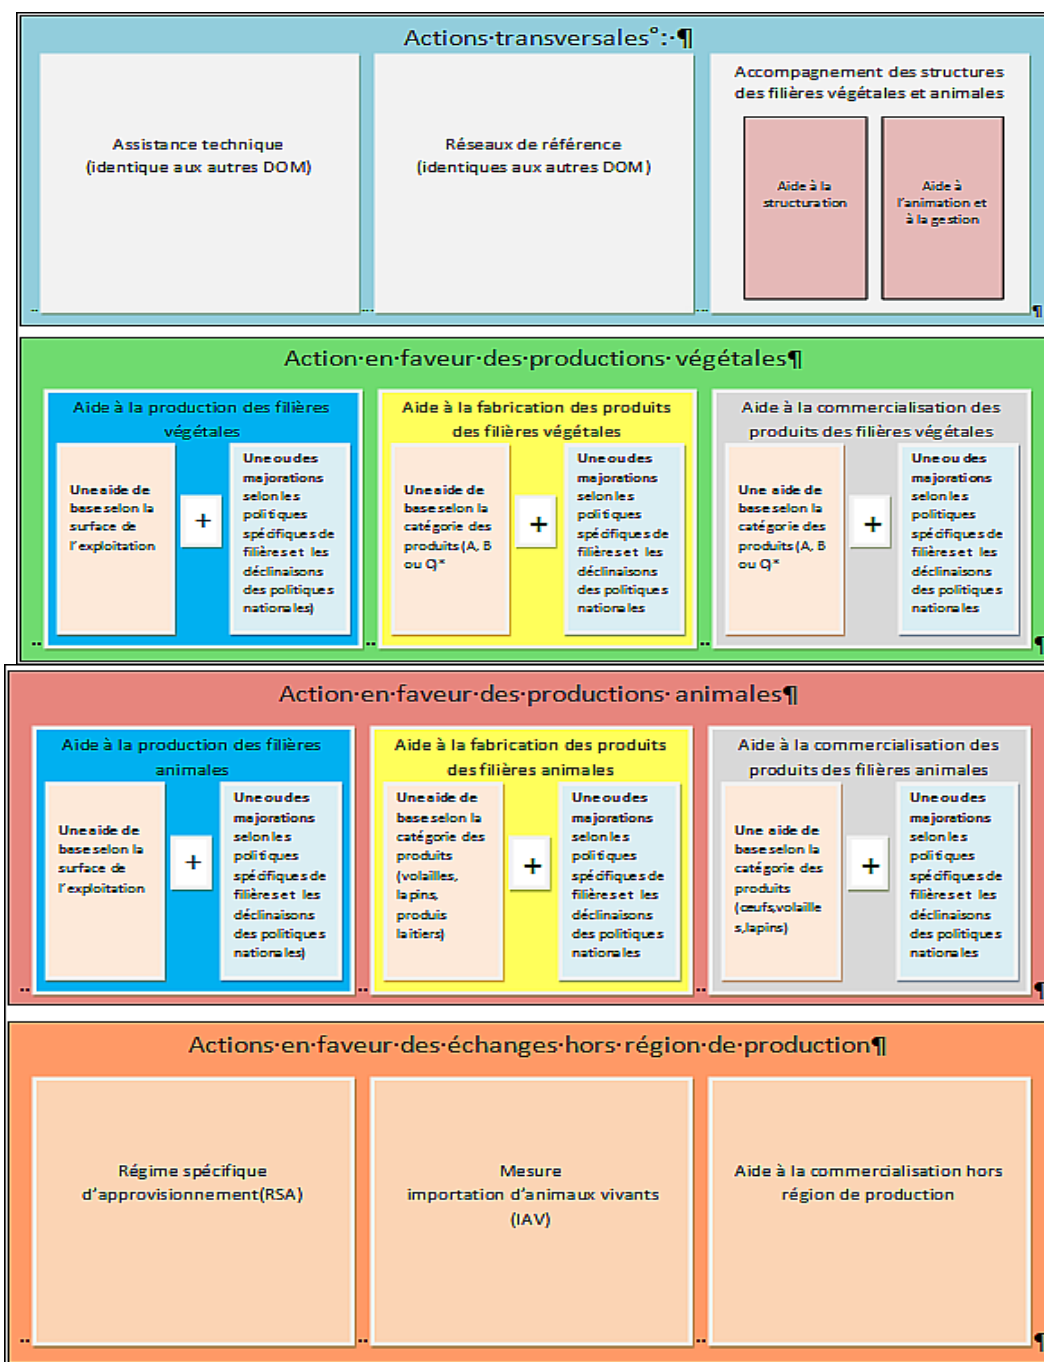 Actions·transversales°:·¶
Assistance technique
(identique aux autres DOM)
Réseaux de référence
(identiques aux autres DOM)
Accompagnement des structures
des filières végétales et animales
Aide à la
structuration
Aide à
l'animation et
à la gestion
¶
Action·en·faveur·des·productions·végétales¶
Aide à la production des filières
végétales
Une aide de
base selon la
surface de
l'exploitation
+
Une ou des
majorations
selon les
politiques
spécifiques de
filières et les
déclinaisons
des politiques
nationales)
Aide à la fabrication des produits
des filières végétales
Une aide de
base selon la
catégorie des
produits (A, B
ou C)*
+
Une ou des
majorations
selon les
politiques
spécifiques de
filières et les
déclinaisons
des politiques
nationales
Aide à la commercialisation des
produits des filières végétales
Une aide de
base selon la
catégorie des
produits (A, B
ou C)*
+
Une ou des
majorations
selon les
politiques
spécifiques de
filières et les
déclinaisons
des politiques
nationales
¶
Action·en·faveur·des·productions·animales¶
Aide à la production des filières
animales
Une aide de
base selon la
surface de
l'exploitation
+
Une ou des
majorations
selon les
politiques
spécifiques de
filières et les
déclinaisons
des politiques
nationales)
Aide à la fabrication des produits
des filières animales
Une aide de
base selon la
catégorie des
produits
(volailles,
lapins,
produis
laitiers)
+
Une ou des
majorations
selon les
politiques
spécifiques de
filières et les
déclinaisons
des politiques
nationales
Aide à la commercialisation des
produits des filières animales
Une aide de
base selon la
catégorie des
produits
(œufs,volaille
s,lapins)
+
Une ou des
majorations
selon les
politiques
spécifiques de
filières et les
déclinaisons
des politiques
nationales
¶
Actions·en·faveur·des·échanges·hors·région·de·production¶
Régime spécifique
d'approvisionnement(RSA)
Mesure
importation d'animaux vivants
(IAV)
Aide à la commercialisation hors
région de production
¶